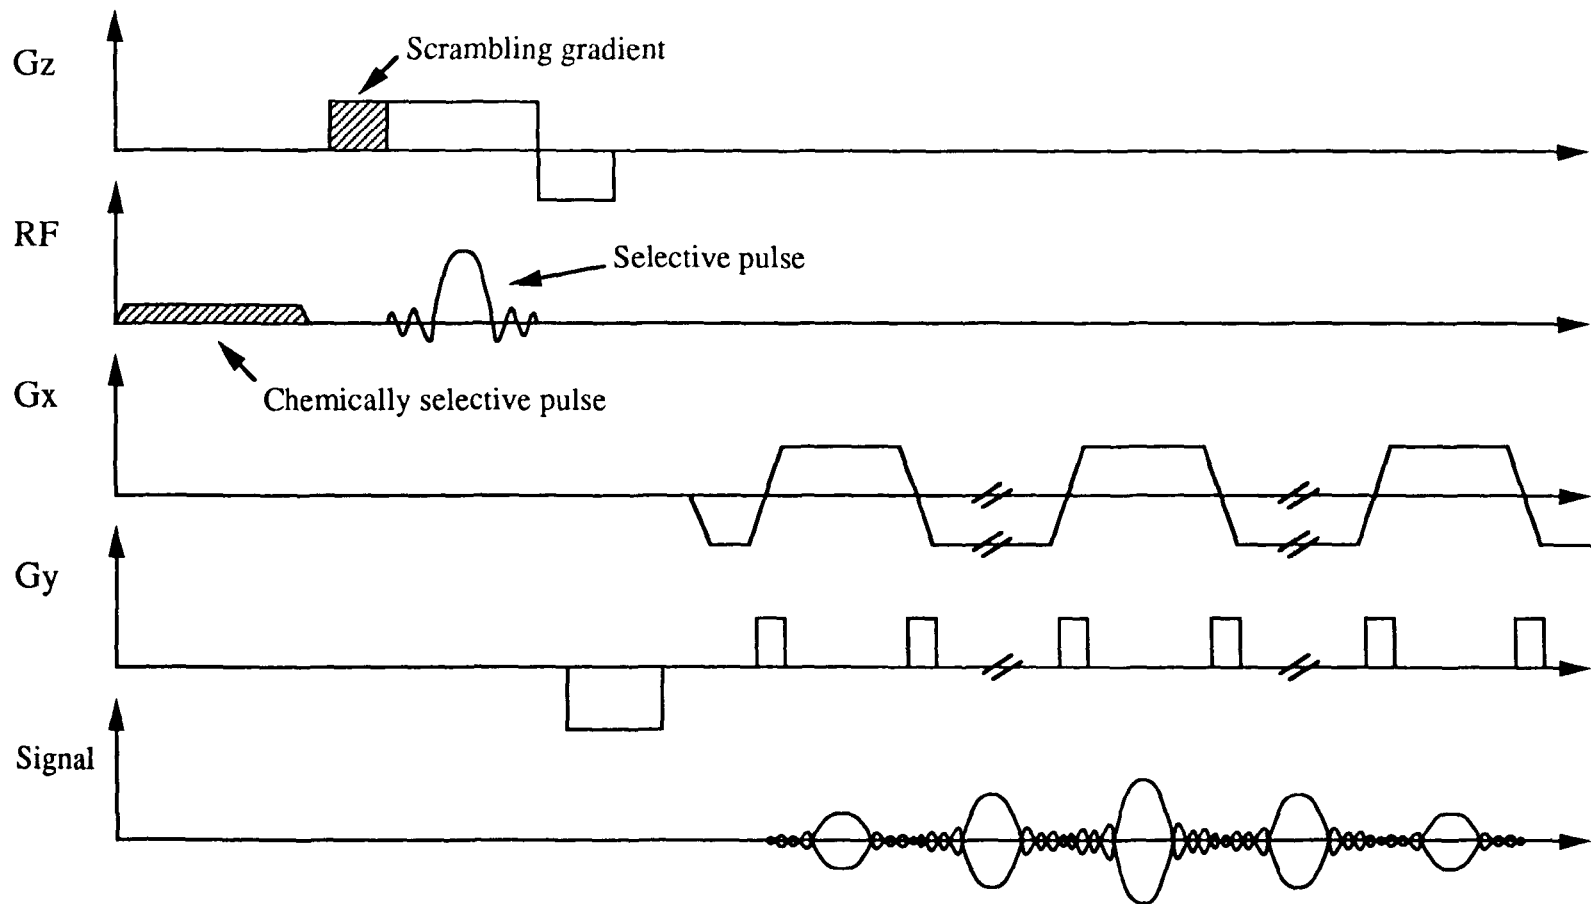 Gz
Scrambling gradient
RF
Selective pulse
Gx
Chemically selective pulse
Gy
Signal